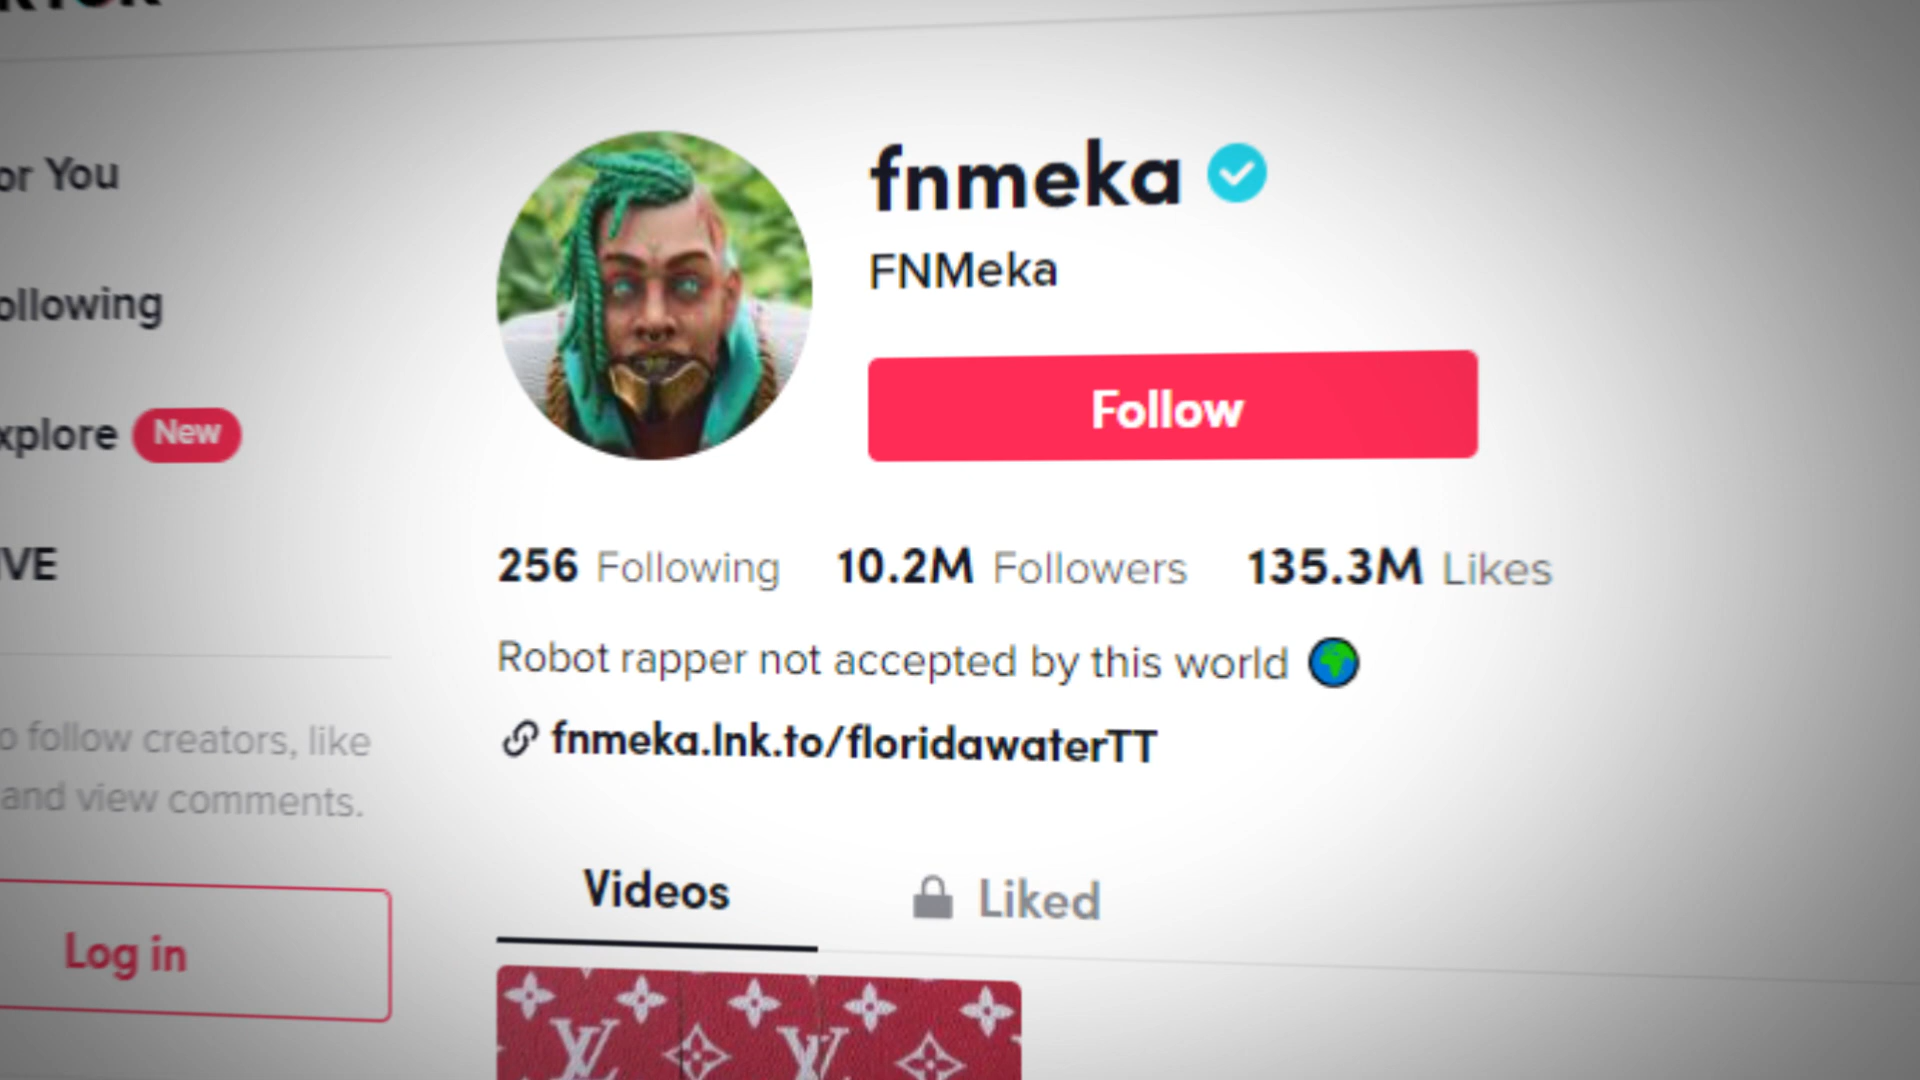 or You
ollowing
xplore New
VE
o follow creators, like
and view comments.
Log in
fnmeka
FNMeka
Follow
256 Following 10.2M Followers 135.3M Likes
Robot rapper not accepted by this world 🌍
fnmeka.lnk.to/floridawaterTT
Videos Liked